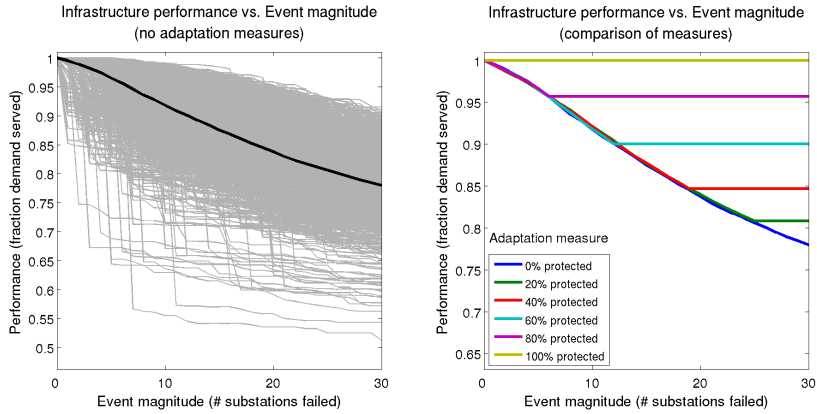 Infrastructure performance vs. Event magnitude
(no adaptation measures)
1
0.95
0.9
0.85
0.8
0.75
0.7
0.65
0.6
0.55
0.5
Performance (fraction demand served)
0 10 20 30
Event magnitude (# substations failed)
Infrastructure performance vs. Event magnitude
(comparison of measures)
1
0.95
0.9
0.85
0.8
0.75
0.7
0.65
Performance (fraction demand served)
Adaptation measure
0% protected
20% protected
40% protected
60% protected
80% protected
100% protected
0 10 20 30
Event magnitude (# substations failed)